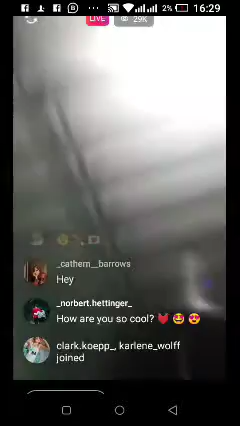 2% 16:29
LIVE 29K
_cathern__barrows
Hey
_norbert.hettinger_
How are you so cool? 💓 🤩 😍
clark.koepp_, karlene_wolff
joined